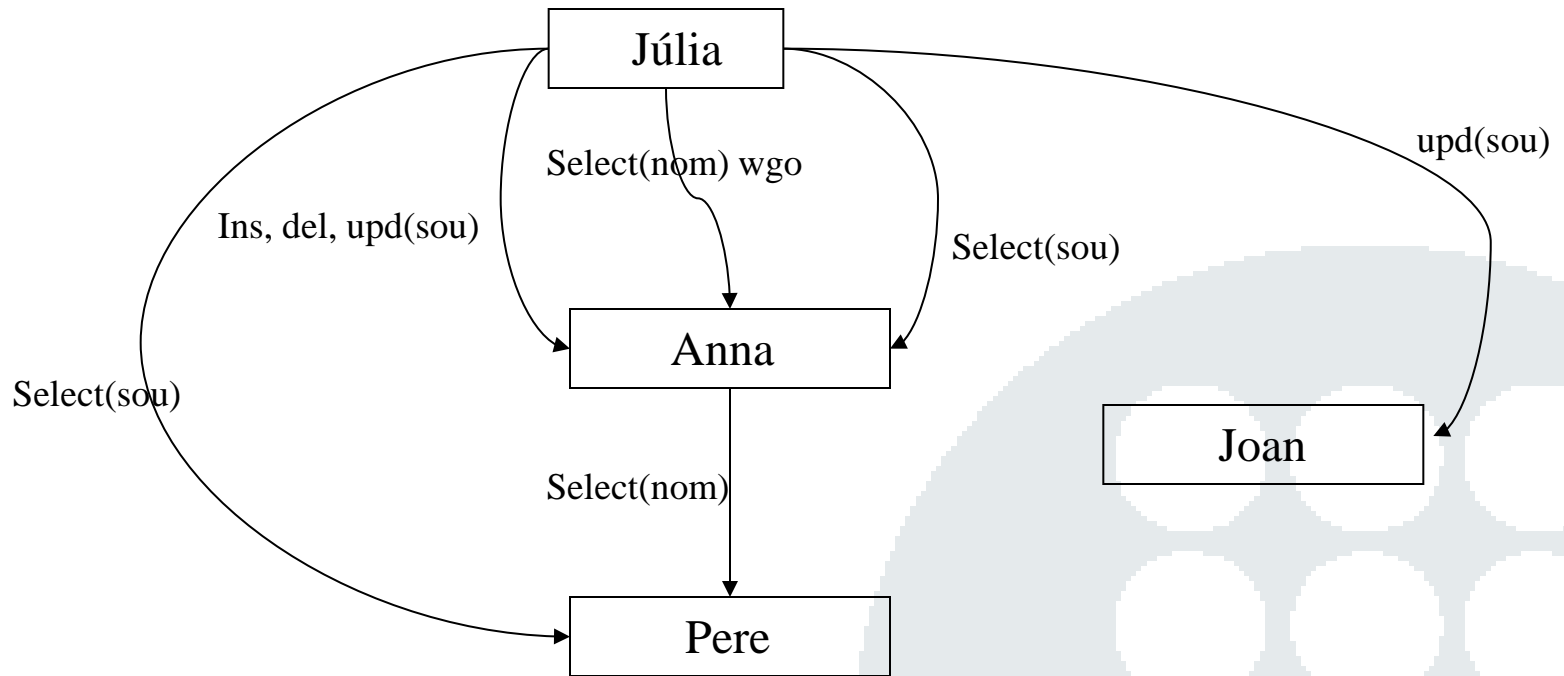 Júlia
upd(sou)
Select(nom) wgo
Ins, del, upd(sou)
Select(sou)
Anna
Select(sou)
Joan
Select(nom)
Pere